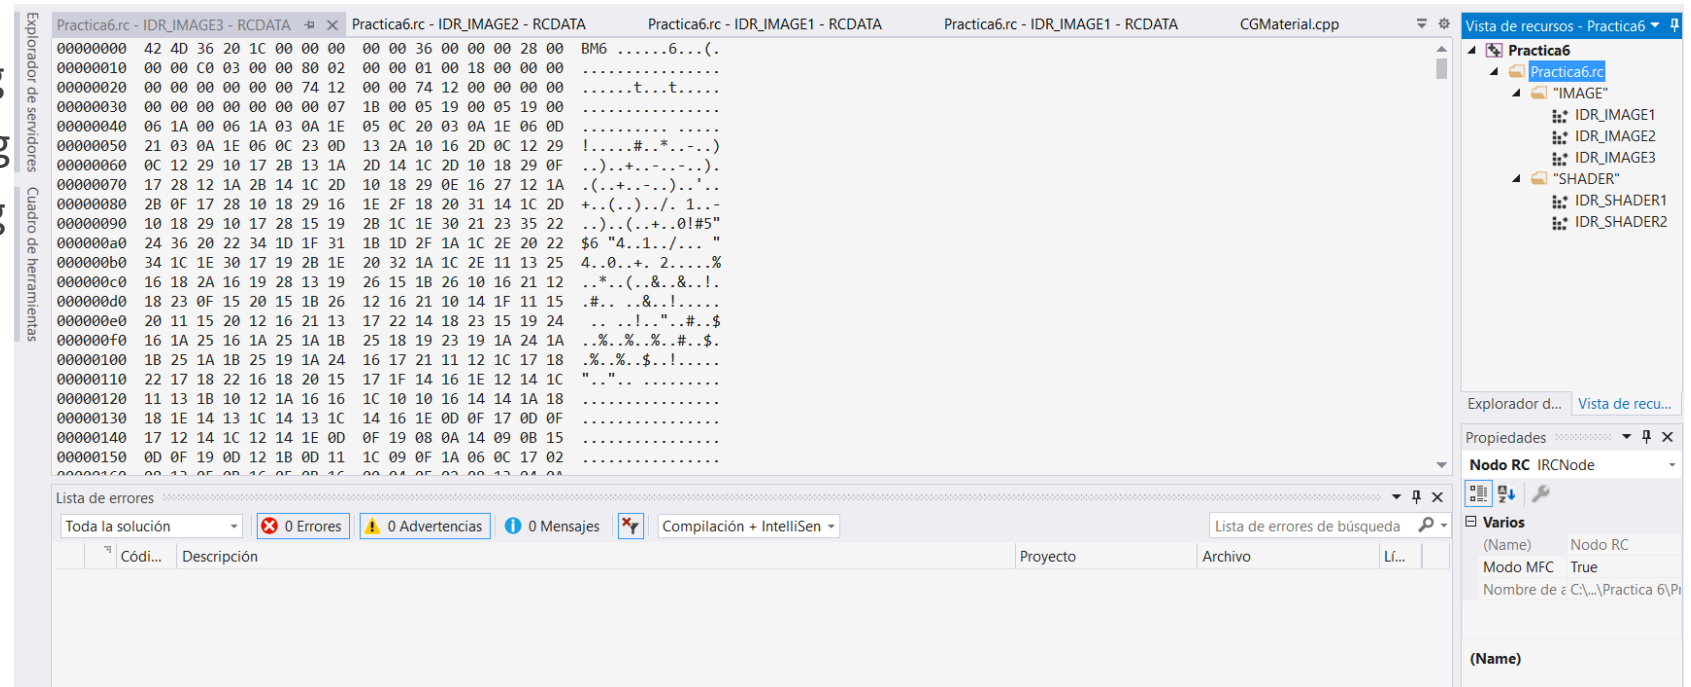 Explorador de servidores
Cuadro de herramientas
Practica6.rc - IDR_IMAGE3 - RCDATA Practica6.rc - IDR_IMAGE2 - RCDATA Practica6.rc - IDR_IMAGE1 - RCDATA Practica6.rc - IDR_IMAGE1 - RCDATA CGMaterial.cpp
00000000 42 4D 36 20 1C 00 00 00 00 00 36 00 00 00 28 00 BM6 ......6...(.
00000010 00 00 C0 03 00 00 80 02 00 00 01 00 18 00 00 00 ................
00000020 00 00 00 00 00 00 74 12 00 00 74 12 00 00 00 00 ......t...t.....
00000030 00 00 00 00 00 00 00 07 1B 00 05 19 00 05 19 00 ................
00000040 06 1A 00 06 1A 03 0A 1E 05 0C 20 03 0A 1E 06 0D .......... .....
00000050 21 03 0A 1E 06 0C 23 0D 13 2A 10 16 2D 0C 12 29 !.....#..*..-..)
00000060 0C 12 29 10 17 2B 13 1A 2D 14 1C 2D 10 18 29 0F ..)..+..-..-..).
00000070 17 28 12 1A 2B 14 1C 2D 10 18 29 0E 16 27 12 1A .(..+..-..)..'..
00000080 2B 0F 17 28 10 18 29 16 1E 2F 18 20 31 14 1C 2D +..(..)../. 1..-
00000090 10 18 29 10 17 28 15 19 2B 1C 1E 30 21 23 35 22 ..)..(..+..0!#5"
000000a0 24 36 20 22 34 1D 1F 31 1B 1D 2F 1A 1C 2E 20 22 $6 "4..1../... "
000000b0 34 1C 1E 30 17 19 2B 1E 20 32 1A 1C 2E 11 13 25 4..0..+. 2.....%
000000c0 16 18 2A 16 19 28 13 19 26 15 1B 26 10 16 21 12 ..*..(..&..&..!.
000000d0 18 23 0F 15 20 15 1B 26 12 16 21 10 14 1F 11 15 .#.. ..&..!.....
000000e0 20 11 15 20 12 16 21 13 17 22 14 18 23 15 19 24  .. ..!.."..#..$
000000f0 16 1A 25 16 1A 25 1A 1B 25 18 19 23 19 1A 24 1A ..%..%..%..#..$.
00000100 1B 25 1A 1B 25 19 1A 24 16 17 21 11 12 1C 17 18 .%..%..$..!.....
00000110 22 17 18 22 16 18 20 15 17 1F 14 16 1E 12 14 1C "..".. .........
00000120 11 13 1B 10 12 1A 16 16 1C 10 10 16 14 14 1A 18 ................
00000130 18 1E 14 13 1C 14 13 1C 14 16 1E 0D 0F 17 0D 0F ................
00000140 17 12 14 1C 12 14 1E 0D 0F 19 08 0A 14 09 0B 15 ................
00000150 0D 0F 19 0D 12 1B 0D 11 1C 09 0F 1A 06 0C 17 02 ................
Lista de errores
Toda la solución 0 Errores 0 Advertencias 0 Mensajes Compilación + IntelliSen Lista de errores de búsqueda
Códi... Descripción Proyecto Archivo Lí...
Vista de recursos - Practica6
Practica6
Practica6.rc
"IMAGE"
IDR_IMAGE1
IDR_IMAGE2
IDR_IMAGE3
"SHADER"
IDR_SHADER1
IDR_SHADER2
Explorador d... Vista de recu...
Propiedades
Nodo RC IRCNode
Varios
(Name) Nodo RC
Modo MFC True
Nombre de a C:\...\Practica 6\Pr
(Name)